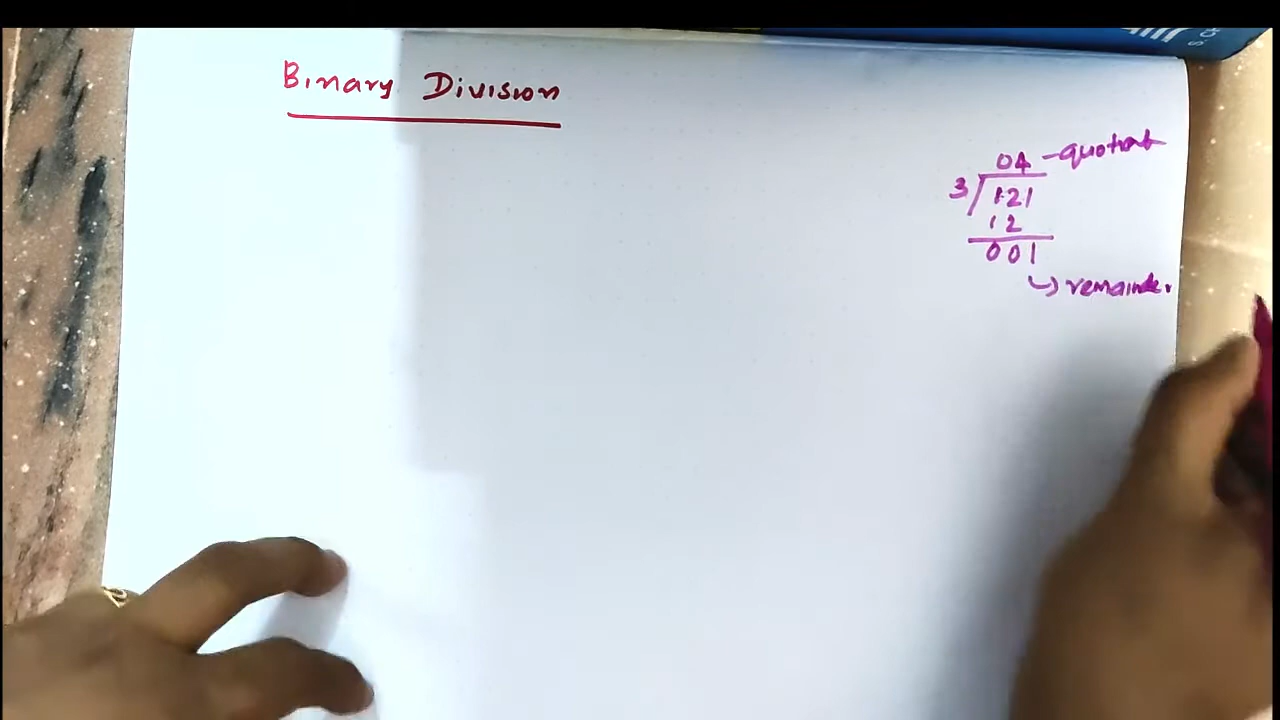 Binary Division
04 - quotient
3 / 121
12
001
↳ remainder